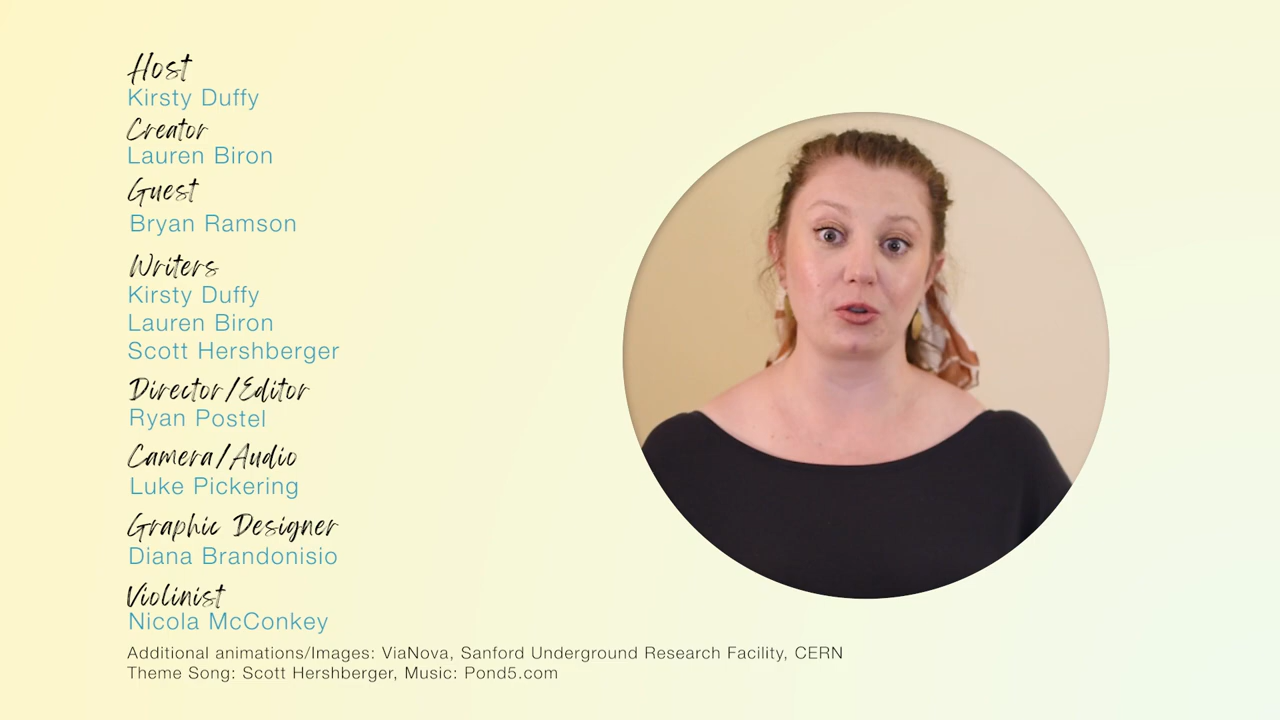 Host
Kirsty Duffy
Creator
Lauren Biron
Guest
Bryan Ramson
Writers
Kirsty Duffy
Lauren Biron
Scott Hershberger
Director/Editor
Ryan Postel
Camera/Audio
Luke Pickering
Graphic Designer
Diana Brandonisio
Violinist
Nicola McConkey
Additional animations/Images: ViaNova, Sanford Underground Research Facility, CERN
Theme Song: Scott Hershberger, Music: Pond5.com